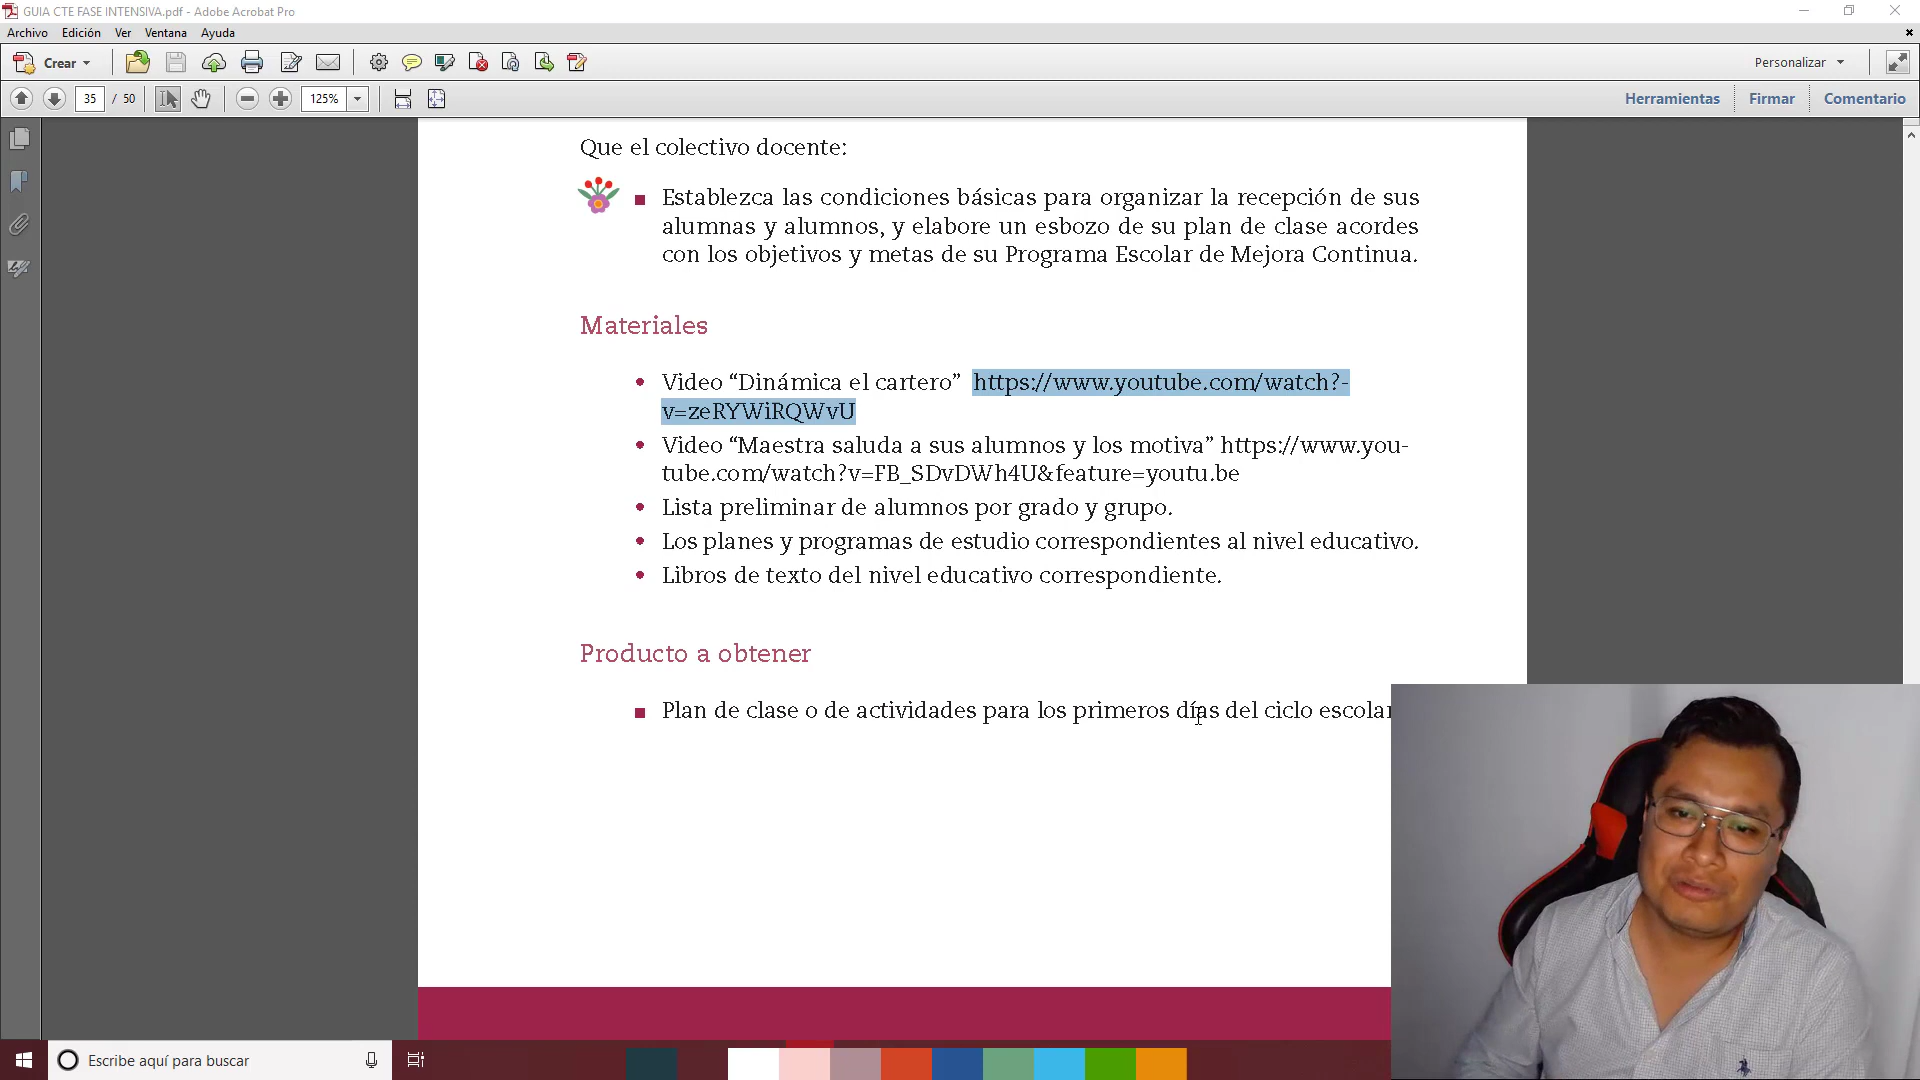 GUIA CTE FASE INTENSIVA.pdf - Adobe Acrobat Pro
Archivo Edición Ver Ventana Ayuda
Crear Personalizar
35 / 50 125% Herramientas Firmar Comentario
Que el colectivo docente:
Establezca las condiciones básicas para organizar la recepción de sus
alumnas y alumnos, y elabore un esbozo de su plan de clase acordes
con los objetivos y metas de su Programa Escolar de Mejora Continua.
Materiales
Video “Dinámica el cartero” https://www.youtube.com/watch?-
v=zeRYWiRQWvU
Video “Maestra saluda a sus alumnos y los motiva” https://www.you-
tube.com/watch?v=FB_SDvDWh4U&feature=youtu.be
Lista preliminar de alumnos por grado y grupo.
Los planes y programas de estudio correspondientes al nivel educativo.
Libros de texto del nivel educativo correspondiente.
Producto a obtener
Plan de clase o de actividades para los primeros días del ciclo escolar
Escribe aquí para buscar